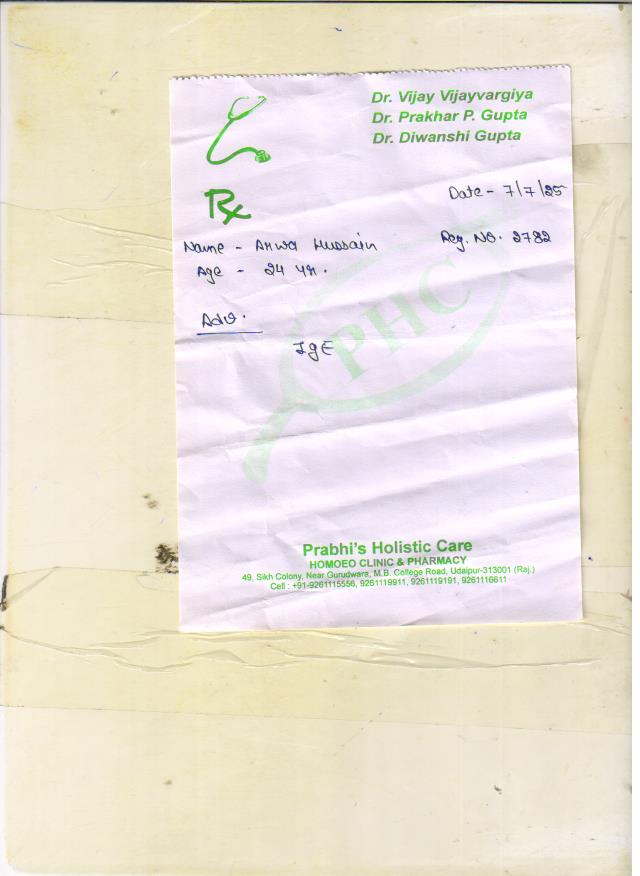 Dr. Vijay Vijayvargiya
Dr. Prakhar P. Gupta
Dr. Diwanshi Gupta
Rx
Date - 7/7/25
Name - Hussain Reg. No. 2782
Age - 24 yr.
Adv.
IgE
PHC
Prabhi's Holistic Care
HOMOEO CLINIC & PHARMACY
49, Sikh Colony, Near Gurudwara, M.B. College Road, Udaipur-313001 (Raj.)
Cell : +91-9261115556, 9261119911, 9261119191, 9261116611